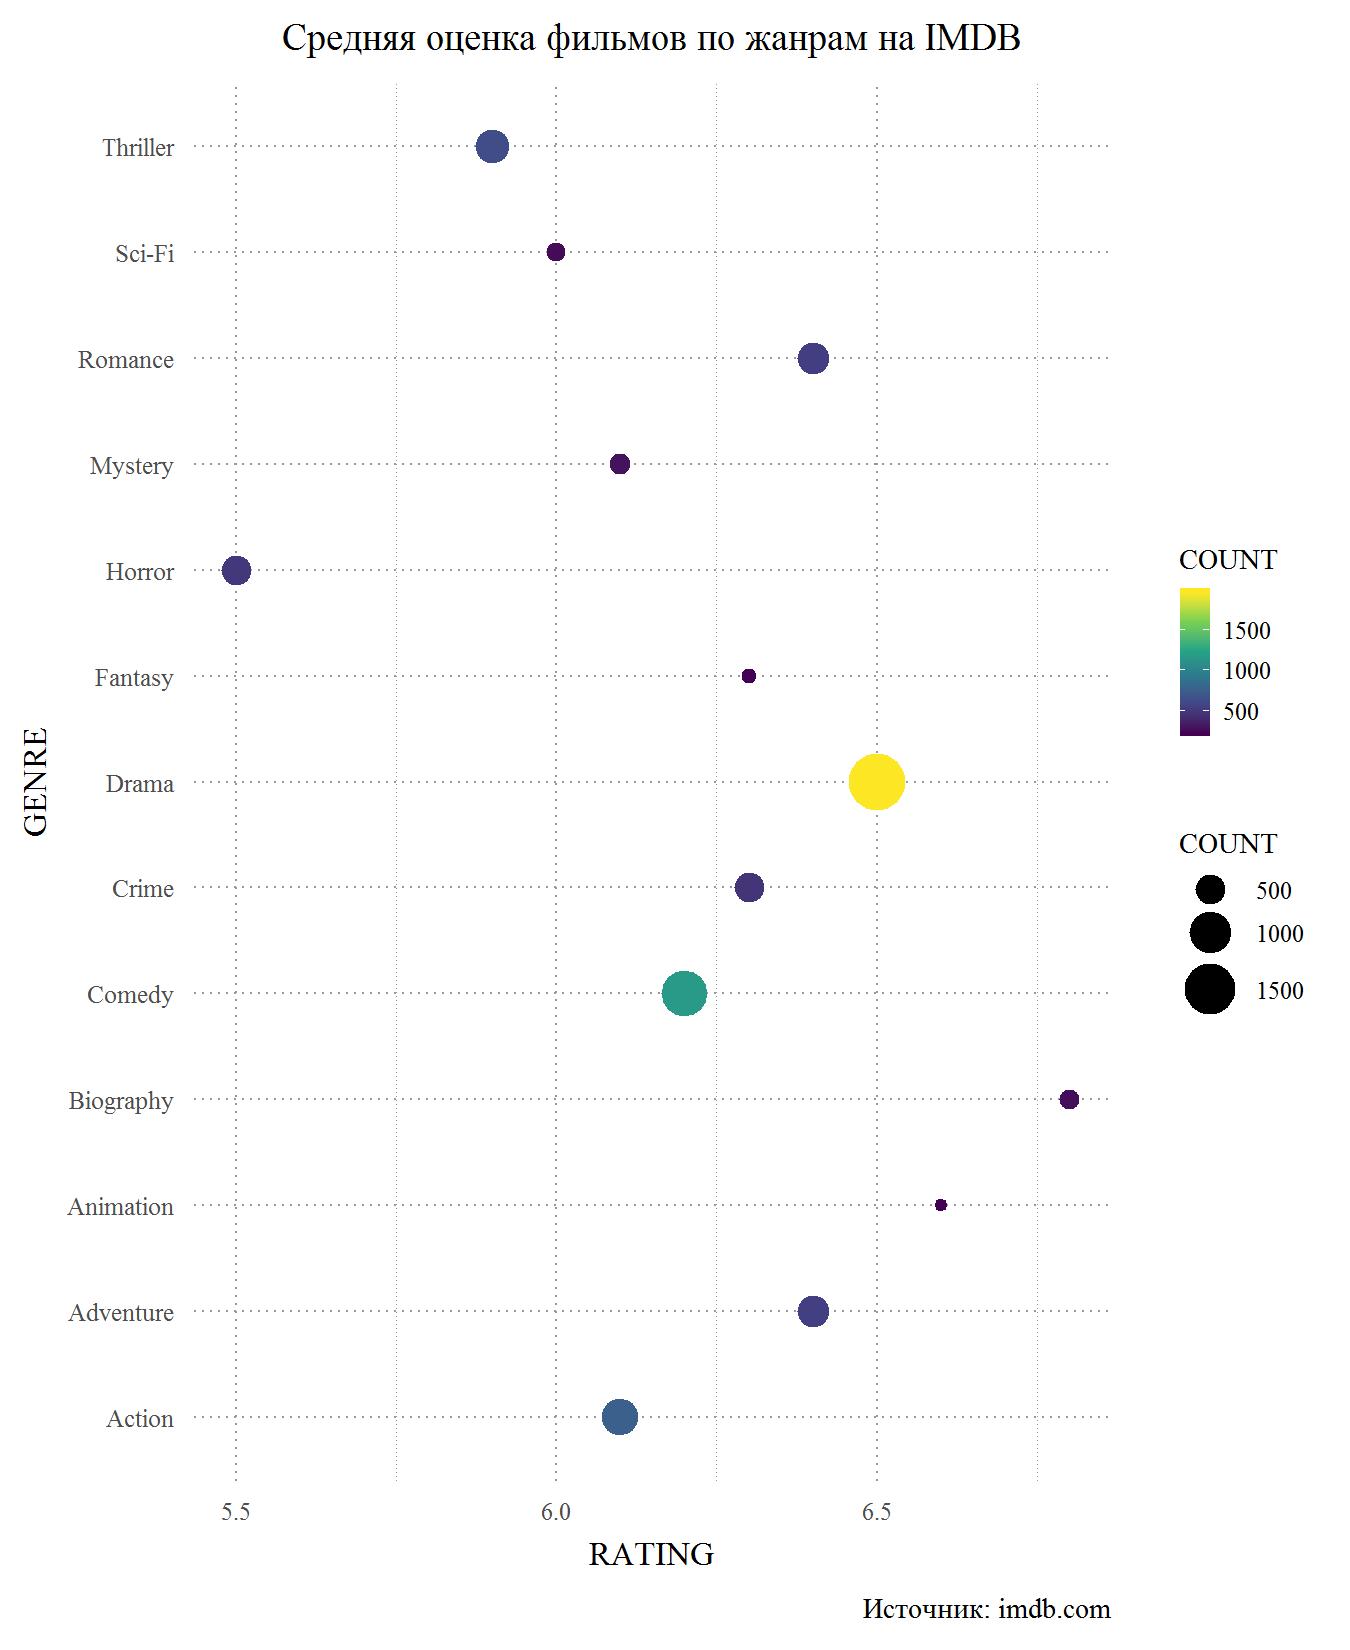 Средняя оценка фильмов по жанрам на IMDB
Thriller
Sci-Fi
Romance
Mystery
Horror
Fantasy
Drama
Crime
Comedy
Biography
Animation
Adventure
Action
GENRE
5.5
6.0
6.5
RATING
COUNT
1500
1000
500
COUNT
500
1000
1500
Источник: imdb.com